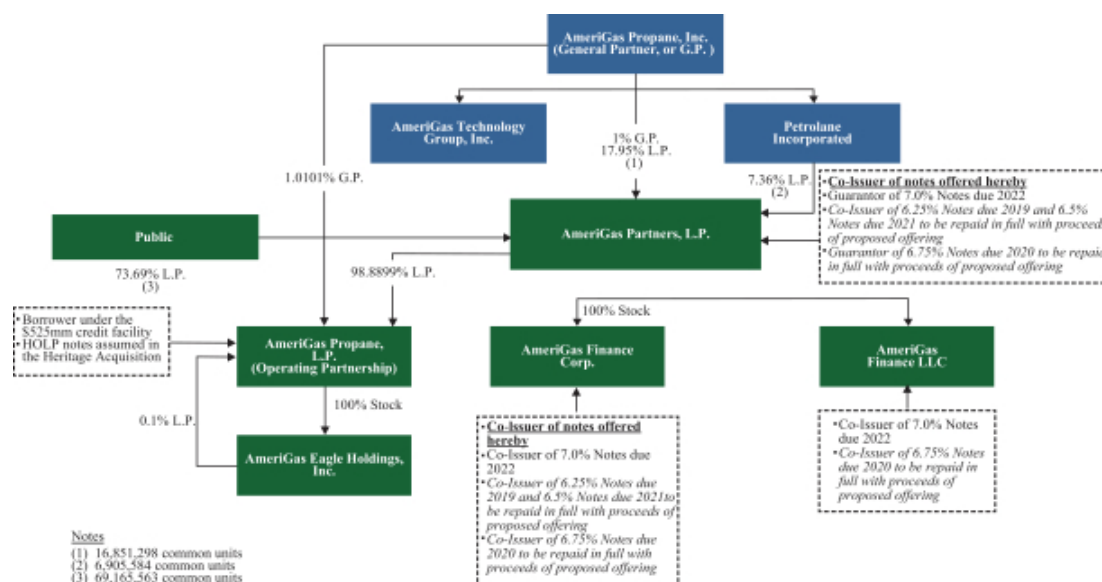 AmeriGas Propane, Inc.
(General Partner, or G.P. )
AmeriGas Technology
Group, Inc.
1% G.P.
17.95% L.P.
(1)
Petrolane
Incorporated
1.0101% G.P.
7.36% L.P.
(2)
•Co-Issuer of notes offered hereby
•Guarantor of 7.0% Notes due 2022
•Co-Issuer of 6.25% Notes due 2019 and 6.5%
Notes due 2021 to be repaid in full with proceeds
of proposed offering
•Guarantor of 6.75% Notes due 2020 to be repaid
in full with proceeds of proposed offering
Public
AmeriGas Partners, L.P.
73.69% L.P.
(3)
98.8899% L.P.
• Borrower under the
$525mm credit facility
• HOLP notes assumed in
the Heritage Acquisition
AmeriGas Propane,
L.P.
(Operating Partnership)
100% Stock
AmeriGas Finance
Corp.
AmeriGas
Finance LLC
0.1% L.P.
100% Stock
AmeriGas Eagle Holdings,
Inc.
•Co-Issuer of notes offered
hereby
•Co-Issuer of 7.0% Notes due
2022
•Co-Issuer of 6.25% Notes due
2019 and 6.5% Notes due 2021to
be repaid in full with proceeds of
proposed offering
•Co-Issuer of 6.75% Notes due
2020 to be repaid in full with
proceeds of proposed offering
•Co-Issuer of 7.0% Notes
due 2022
•Co-Issuer of 6.75% Notes
due 2020 to be repaid in
full with proceeds of
proposed offering
Notes
(1) 16,851,298 common units
(2) 6,905,584 common units
(3) 69,165,563 common units